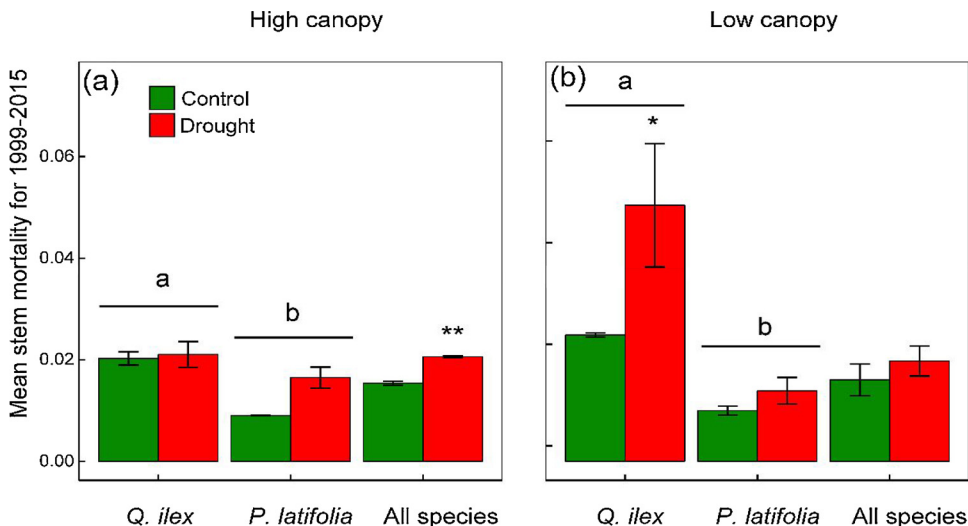 High canopy
Low canopy
(a)
Control
Drought
Mean stem mortality for 1999-2015
0.06
0.04
0.02
0.00
a
b
**
Q. ilex
P. latifolia
All species
(b)
a
*
b
Q. ilex
P. latifolia
All species